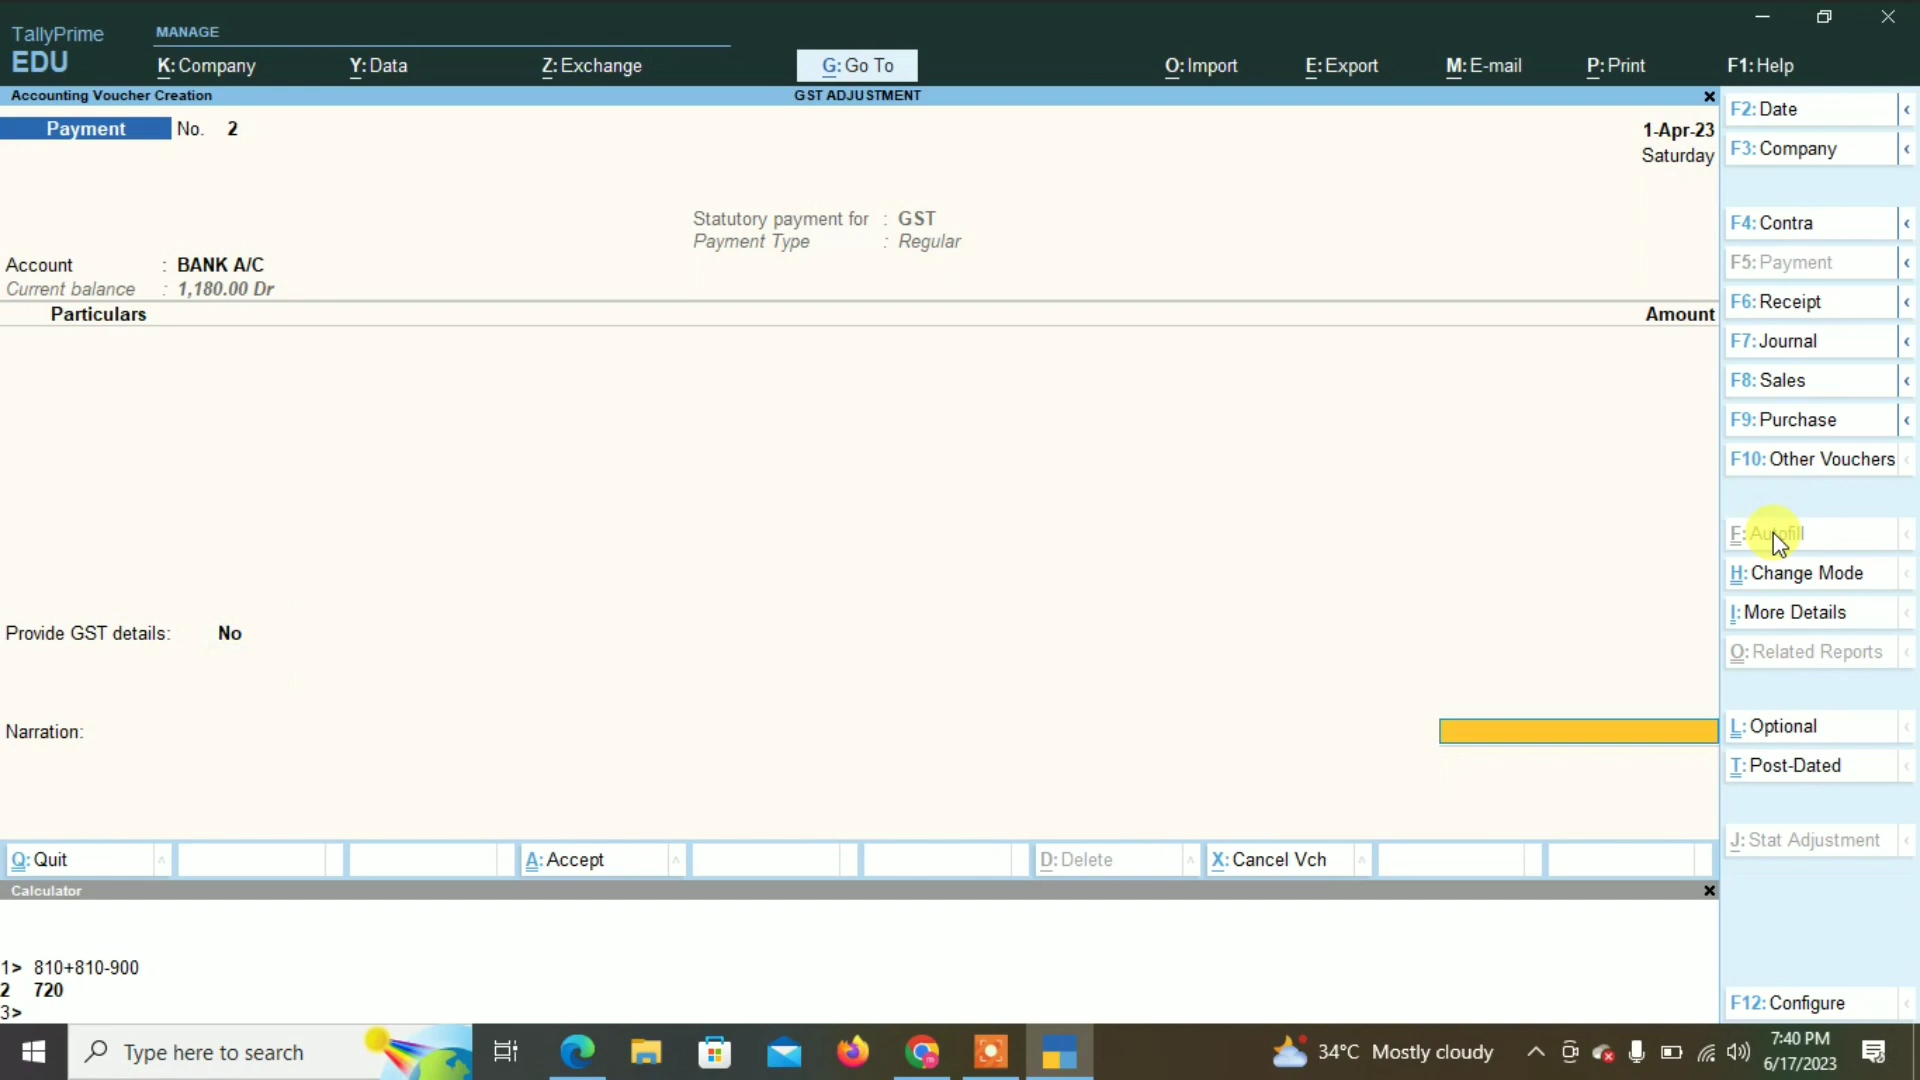 TallyPrime
EDU
MANAGE
K: Company
Y: Data
Z: Exchange
G: Go To
O: Import
E: Export
M: E-mail
P: Print
F1: Help
Accounting Voucher Creation
GST ADJUSTMENT
Payment No. 2
1-Apr-23
Saturday
Statutory payment for : GST
Payment Type : Regular
Account : BANK A/C
Current balance : 1,180.00 Dr
Particulars
Amount
Provide GST details: No
Narration:
F2: Date
F3: Company
F4: Contra
F5: Payment
F6: Receipt
F7: Journal
F8: Sales
F9: Purchase
F10: Other Vouchers
F: Autofill
H: Change Mode
I: More Details
O: Related Reports
L: Optional
T: Post-Dated
J: Stat Adjustment
F12: Configure
Q: Quit
A: Accept
D: Delete
X: Cancel Vch
Calculator
1> 810+810-900
2 720
3>
Type here to search
34°C Mostly cloudy
7:40 PM
6/17/2023